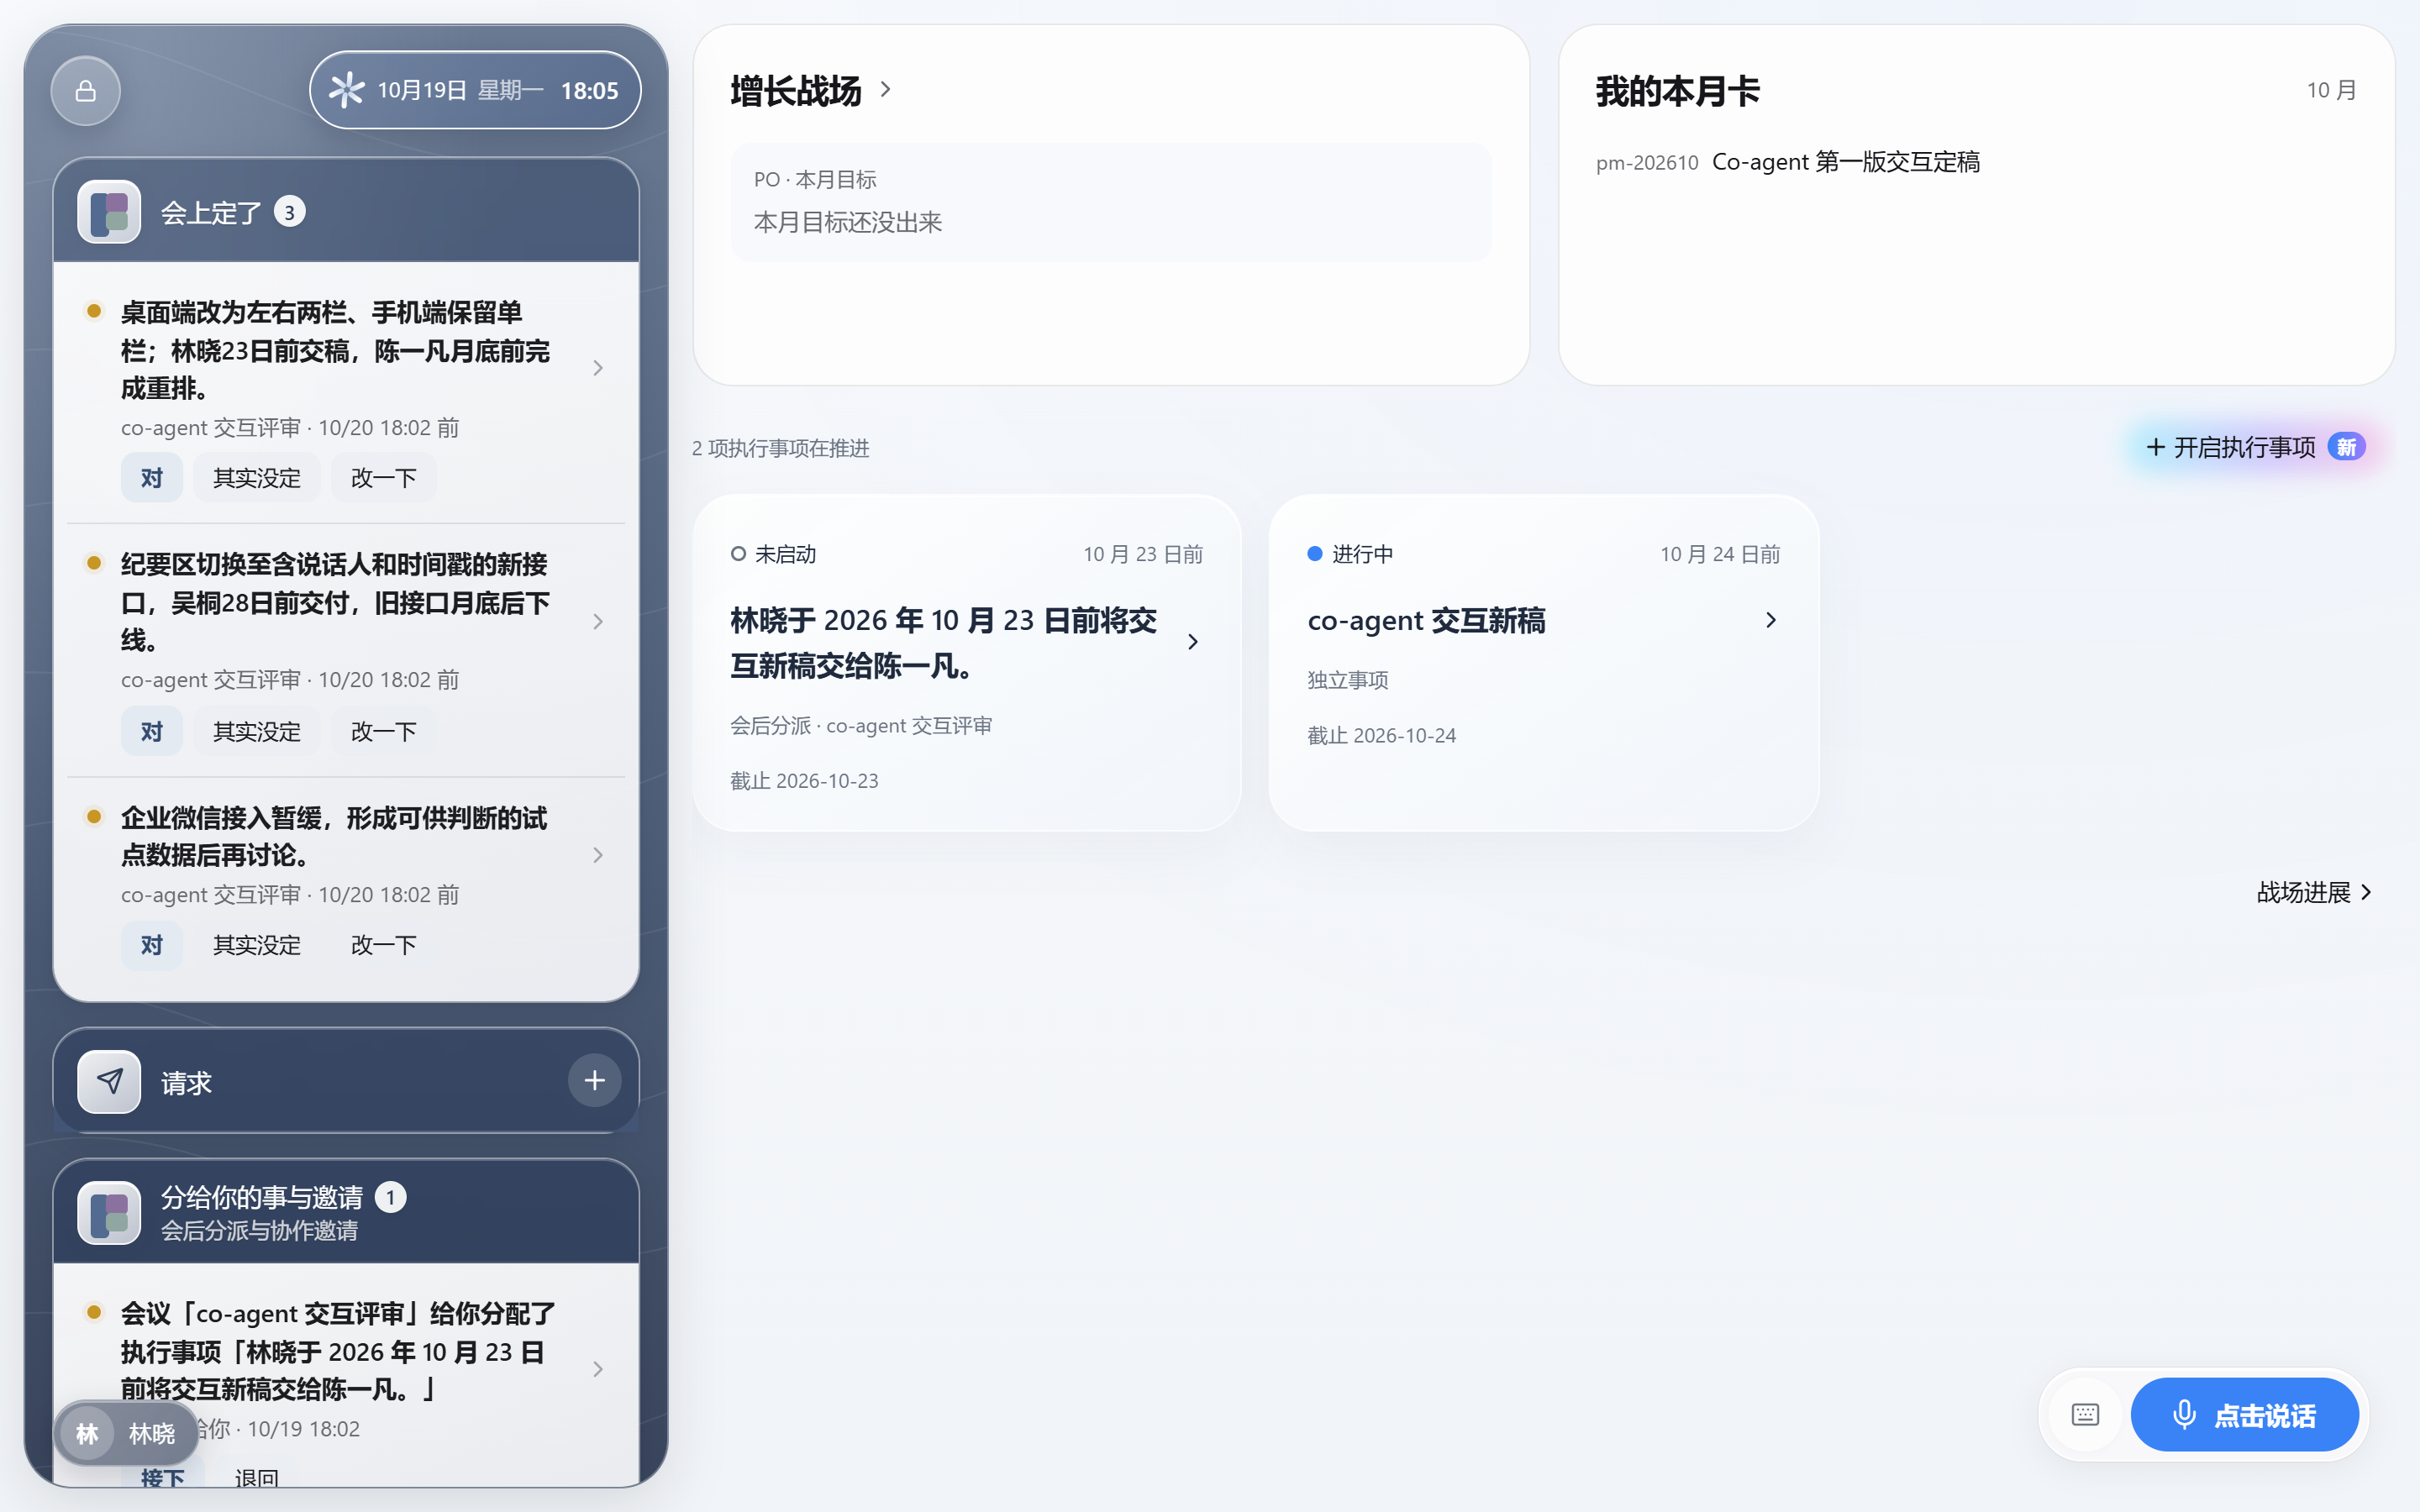 10月19日 星期一 18:05
会上定了 3
桌面端改为左右两栏、手机端保留单
栏；林晓23日前交稿，陈一凡月底前完
成重排。
co-agent 交互评审 · 10/20 18:02 前
对 其实没定 改一下
纪要区切换至含说话人和时间戳的新接
口，吴桐28日前交付，旧接口月底后下
线。
co-agent 交互评审 · 10/20 18:02 前
对 其实没定 改一下
企业微信接入暂缓，形成可供判断的试
点数据后再讨论。
co-agent 交互评审 · 10/20 18:02 前
对 其实没定 改一下
请求
分给你的事与邀请 1
会后分派与协作邀请
会议「co-agent 交互评审」给你分配了
执行事项「林晓于 2026 年 10 月 23 日
前将交互新稿交给陈一凡。」
给你 · 10/19 18:02
接下 退回
林 林晓
增长战场
PO · 本月目标
本月目标还没出来
我的本月卡 10 月
pm-202610 Co-agent 第一版交互定稿
2 项执行事项在推进
开启执行事项 新
未启动 10 月 23 日前
林晓于 2026 年 10 月 23 日前将交
互新稿交给陈一凡。
会后分派 · co-agent 交互评审
截止 2026-10-23
进行中 10 月 24 日前
co-agent 交互新稿
独立事项
截止 2026-10-24
战场进展
点击说话